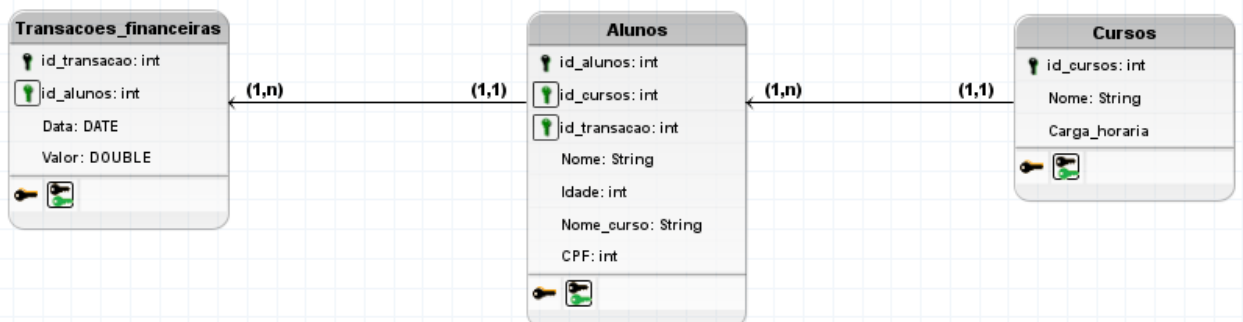 Transacoes_financeiras
id_transacao: int
id_alunos: int
Data: DATE
Valor: DOUBLE
(1,n)
(1,1)
Alunos
id_alunos: int
id_cursos: int
id_transacao: int
Nome: String
Idade: int
Nome_curso: String
CPF: int
(1,n)
(1,1)
Cursos
id_cursos: int
Nome: String
Carga_horaria